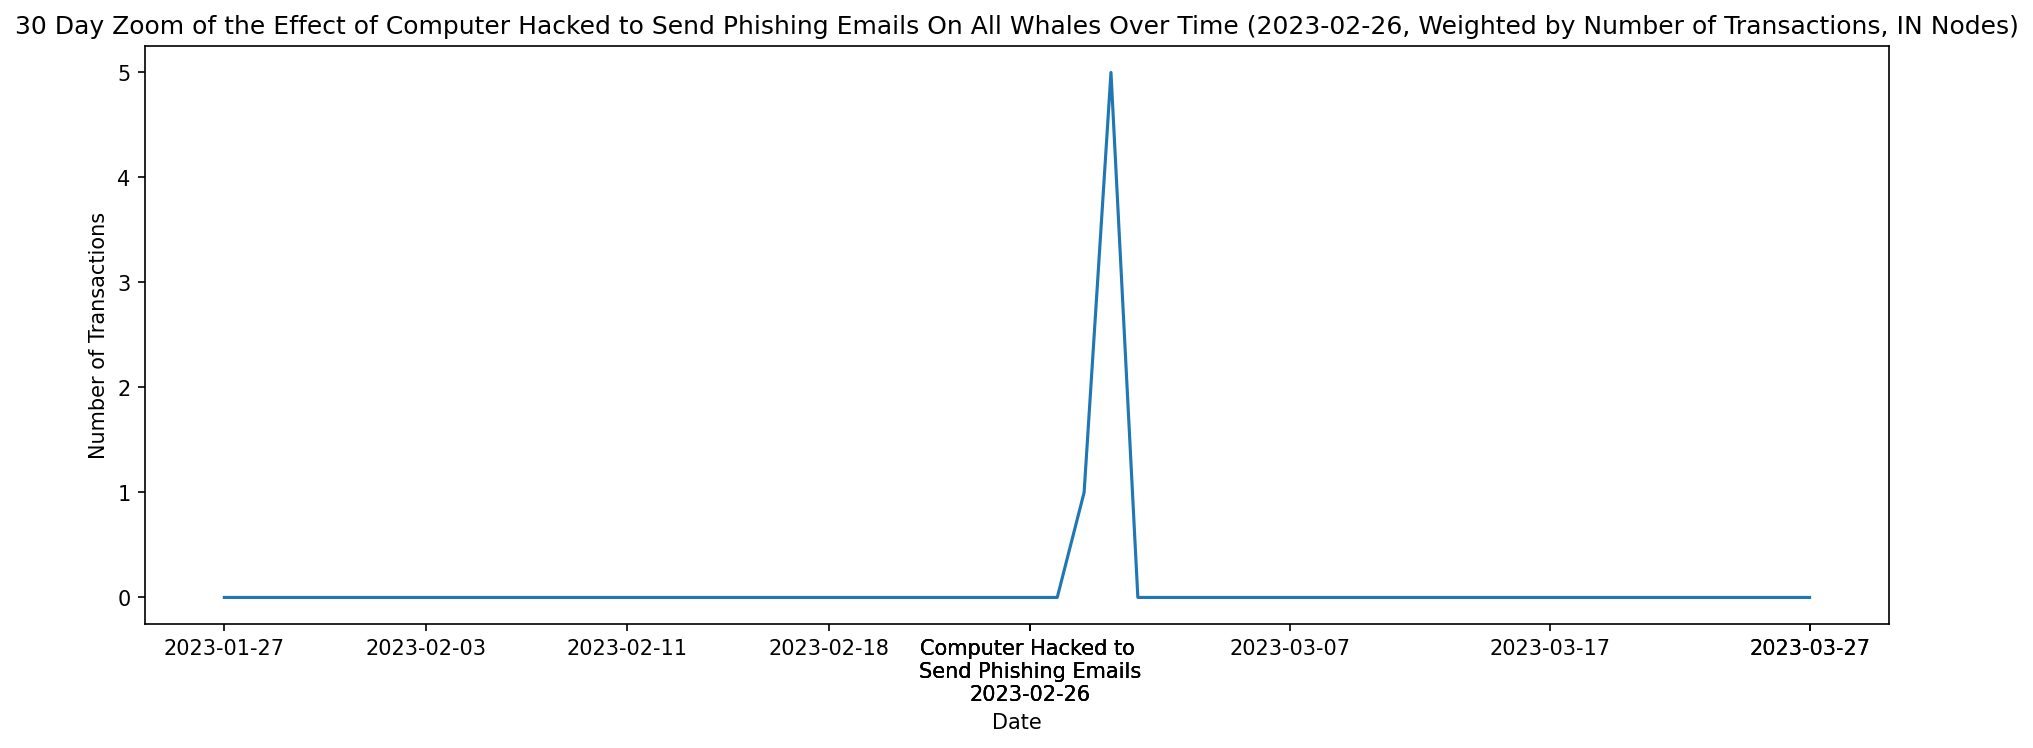 30 Day Zoom of the Effect of Computer Hacked to Send Phishing Emails On All Whales Over Time (2023-02-26, Weighted by Number of Transactions, IN Nodes)
5
4
3
2
1
0
Number of Transactions
2023-01-27
2023-02-03
2023-02-11
2023-02-18
Computer Hacked to
Send Phishing Emails
2023-02-26
2023-03-07
2023-03-17
2023-03-27
Date